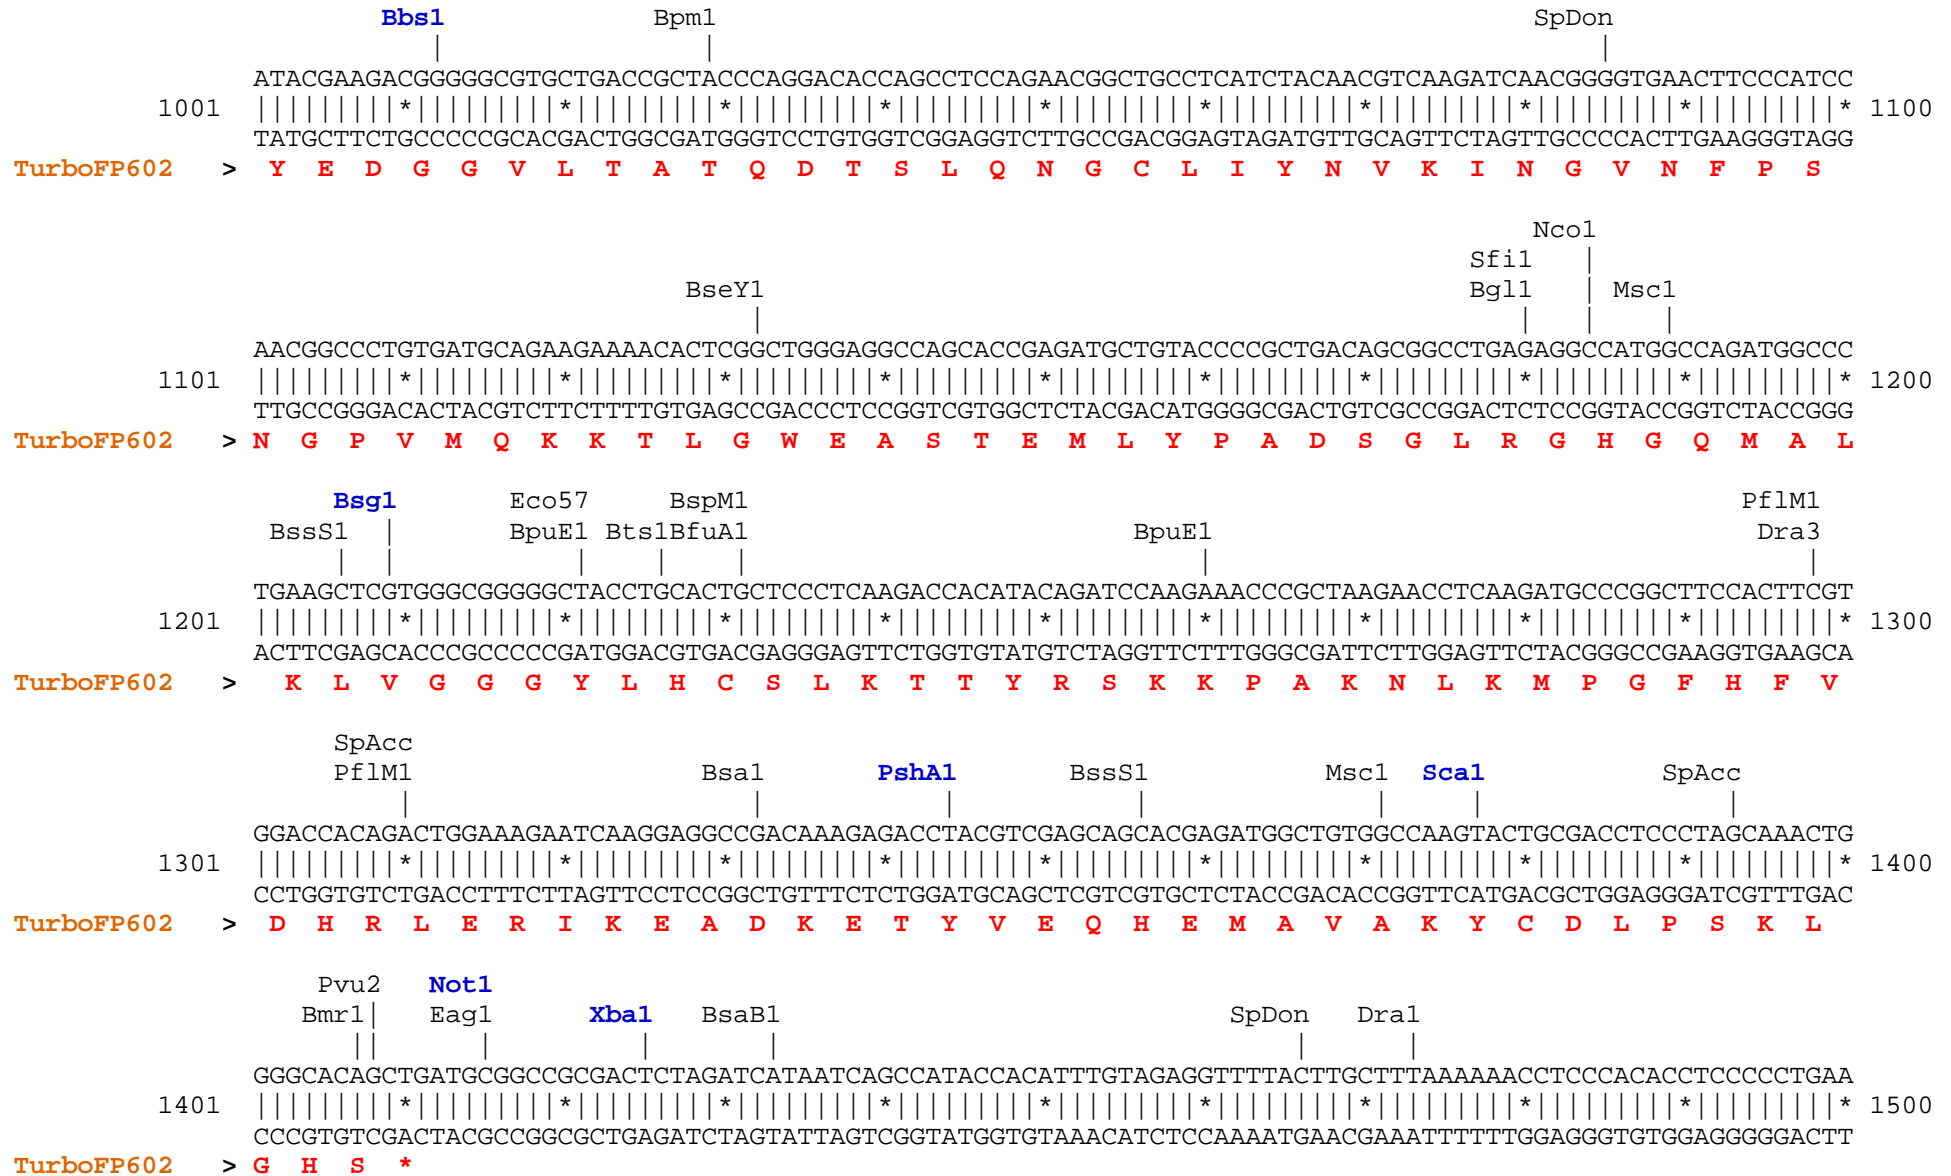 Bbs1 Bpm1 SpDon
| | |
ATACGAAGACGGGGGCGTGCTGACCGCTACCCAGGACACCAGCCTCCAGAACGGCTGCCTCATCTACAACGTCAAGATCAACGGGGTGAACTTCCCATCC
1001 |||||||||*|||||||||*|||||||||*|||||||||*|||||||||*|||||||||*|||||||||*|||||||||*|||||||||*|||||||||* 1100
TATGCTTCTGCCCCCGCACGACTGGCGATGGGTCCTGTGGTCGGAGGTCTTGCCGACGGAGTAGATGTTGCAGTTCTAGTTGCCCCACTTGAAGGGTAGG
TurboFP602 > Y E D G G V L T A T Q D T S L Q N G C L I Y N V K I N G V N F P S
Nco1
Sfi1 |
BseY1 Bgl1 | Msc1
| | | |
AACGGCCCTGTGATGCAGAAGAAAACACTCGGCTGGGAGGCCAGCACCGAGATGCTGTACCCCGCTGACAGCGGCCTGAGAGGCCATGGCCAGATGGCCC
1101 |||||||||*|||||||||*|||||||||*|||||||||*|||||||||*|||||||||*|||||||||*|||||||||*|||||||||*|||||||||* 1200
TTGCCGGGACACTACGTCTTCTTTTGTGAGCCGACCCTCCGGTCGTGGCTCTACGACATGGGGCGACTGTCGCCGGACTCTCCGGTACCGGTCTACCGGG
TurboFP602 > N G P V M Q K K T L G W E A S T E M L Y P A D S G L R G H G Q M A L
Bsg1 Eco57 BspM1 PflM1
BssS1 | BpuE1 Bts1BfuA1 BpuE1 Dra3
| | | | | | |
TGAAGCTCGTGGGCGGGGGCTACCTGCACTGCTCCCTCAAGACCACATACAGATCCAAGAAACCCGCTAAGAACCTCAAGATGCCCGGCTTCCACTTCGT
1201 |||||||||*|||||||||*|||||||||*|||||||||*|||||||||*|||||||||*|||||||||*|||||||||*|||||||||*|||||||||* 1300
ACTTCGAGCACCCGCCCCCGATGGACGTGACGAGGGAGTTCTGGTGTATGTCTAGGTTCTTTGGGCGATTCTTGGAGTTCTACGGGCCGAAGGTGAAGCA
TurboFP602 > K L V G G G Y L H C S L K T T Y R S K K P A K N L K M P G F H F V
SpAcc
PflM1 Bsa1 PshA1 BssS1 Msc1 Sca1 SpAcc
| | | | | | |
GGACCACAGACTGGAAAGAATCAAGGAGGCCGACAAAGAGACCTACGTCGAGCAGCACGAGATGGCTGTGGCCAAGTACTGCGACCTCCCTAGCAAACTG
1301 |||||||||*|||||||||*|||||||||*|||||||||*|||||||||*|||||||||*|||||||||*|||||||||*|||||||||*|||||||||* 1400
CCTGGTGTCTGACCTTTCTTAGTTCCTCCGGCTGTTTCTCTGGATGCAGCTCGTCGTGCTCTACCGACACCGGTTCATGACGCTGGAGGGATCGTTTGAC
TurboFP602 > D H R L E R I K E A D K E T Y V E Q H E M A V A K Y C D L P S K L
Pvu2 Not1
Bmr1| Eag1 Xba1 BsaB1 SpDon Dra1
|| | | | | |
GGGCACAGCTGATGCGGCCGCGACTCTAGATCATAATCAGCCATACCACATTTGTAGAGGTTTTACTTGCTTTAAAAAACCTCCCACACCTCCCCCTGAA
1401 |||||||||*|||||||||*|||||||||*|||||||||*|||||||||*|||||||||*|||||||||*|||||||||*|||||||||*|||||||||* 1500
CCCGTGTCGACTACGCCGGCGCTGAGATCTAGTATTAGTCGGTATGGTGTAAACATCTCCAAAATGAACGAAATTTTTTGGAGGGTGTGGAGGGGGACTT
TurboFP602 > G H S *